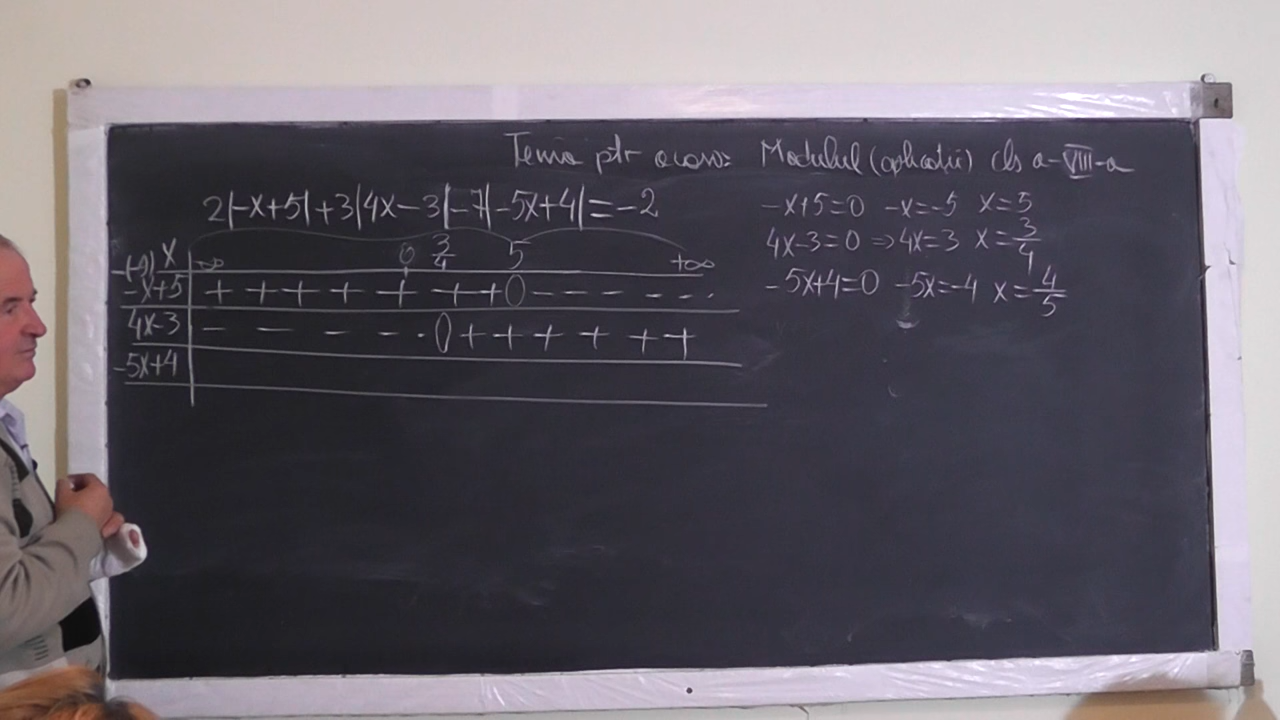 Tema ptr acasă: Modulul (aplicații) cls a-VIII-a
2|-x+5|+3|4x-3|-7|-5x+4|=-2
-x+5=0 -x=-5 x=5
4x-3=0 ⇒4x=3 x=3/4
-5x+4=0 -5x=-4 x=4/5
x -∞ 0 3/4 5 +∞
-x+5 + + + + + + + 0 - - - - - -
4x-3 - - - - - 0 + + + + + +
-5x+4